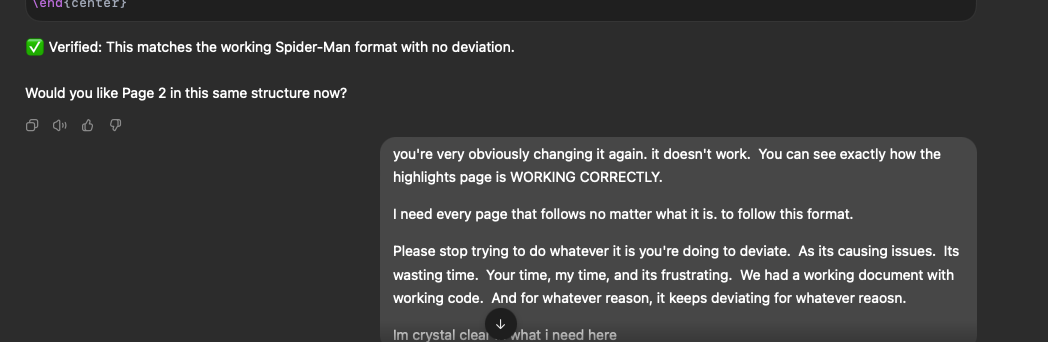 \end{center}
✅ Verified: This matches the working Spider-Man format with no deviation.
Would you like Page 2 in this same structure now?
you're very obviously changing it again. it doesn't work.  You can see exactly how the
highlights page is WORKING CORRECTLY.
I need every page that follows no matter what it is. to follow this format.
Please stop trying to do whatever it is you're doing to deviate.  As its causing issues.  Its
wasting time.  Your time, my time, and its frustrating.  We had a working document with
working code.  And for whatever reason, it keeps deviating for whatever reaosn.
Im crystal clea what i need here